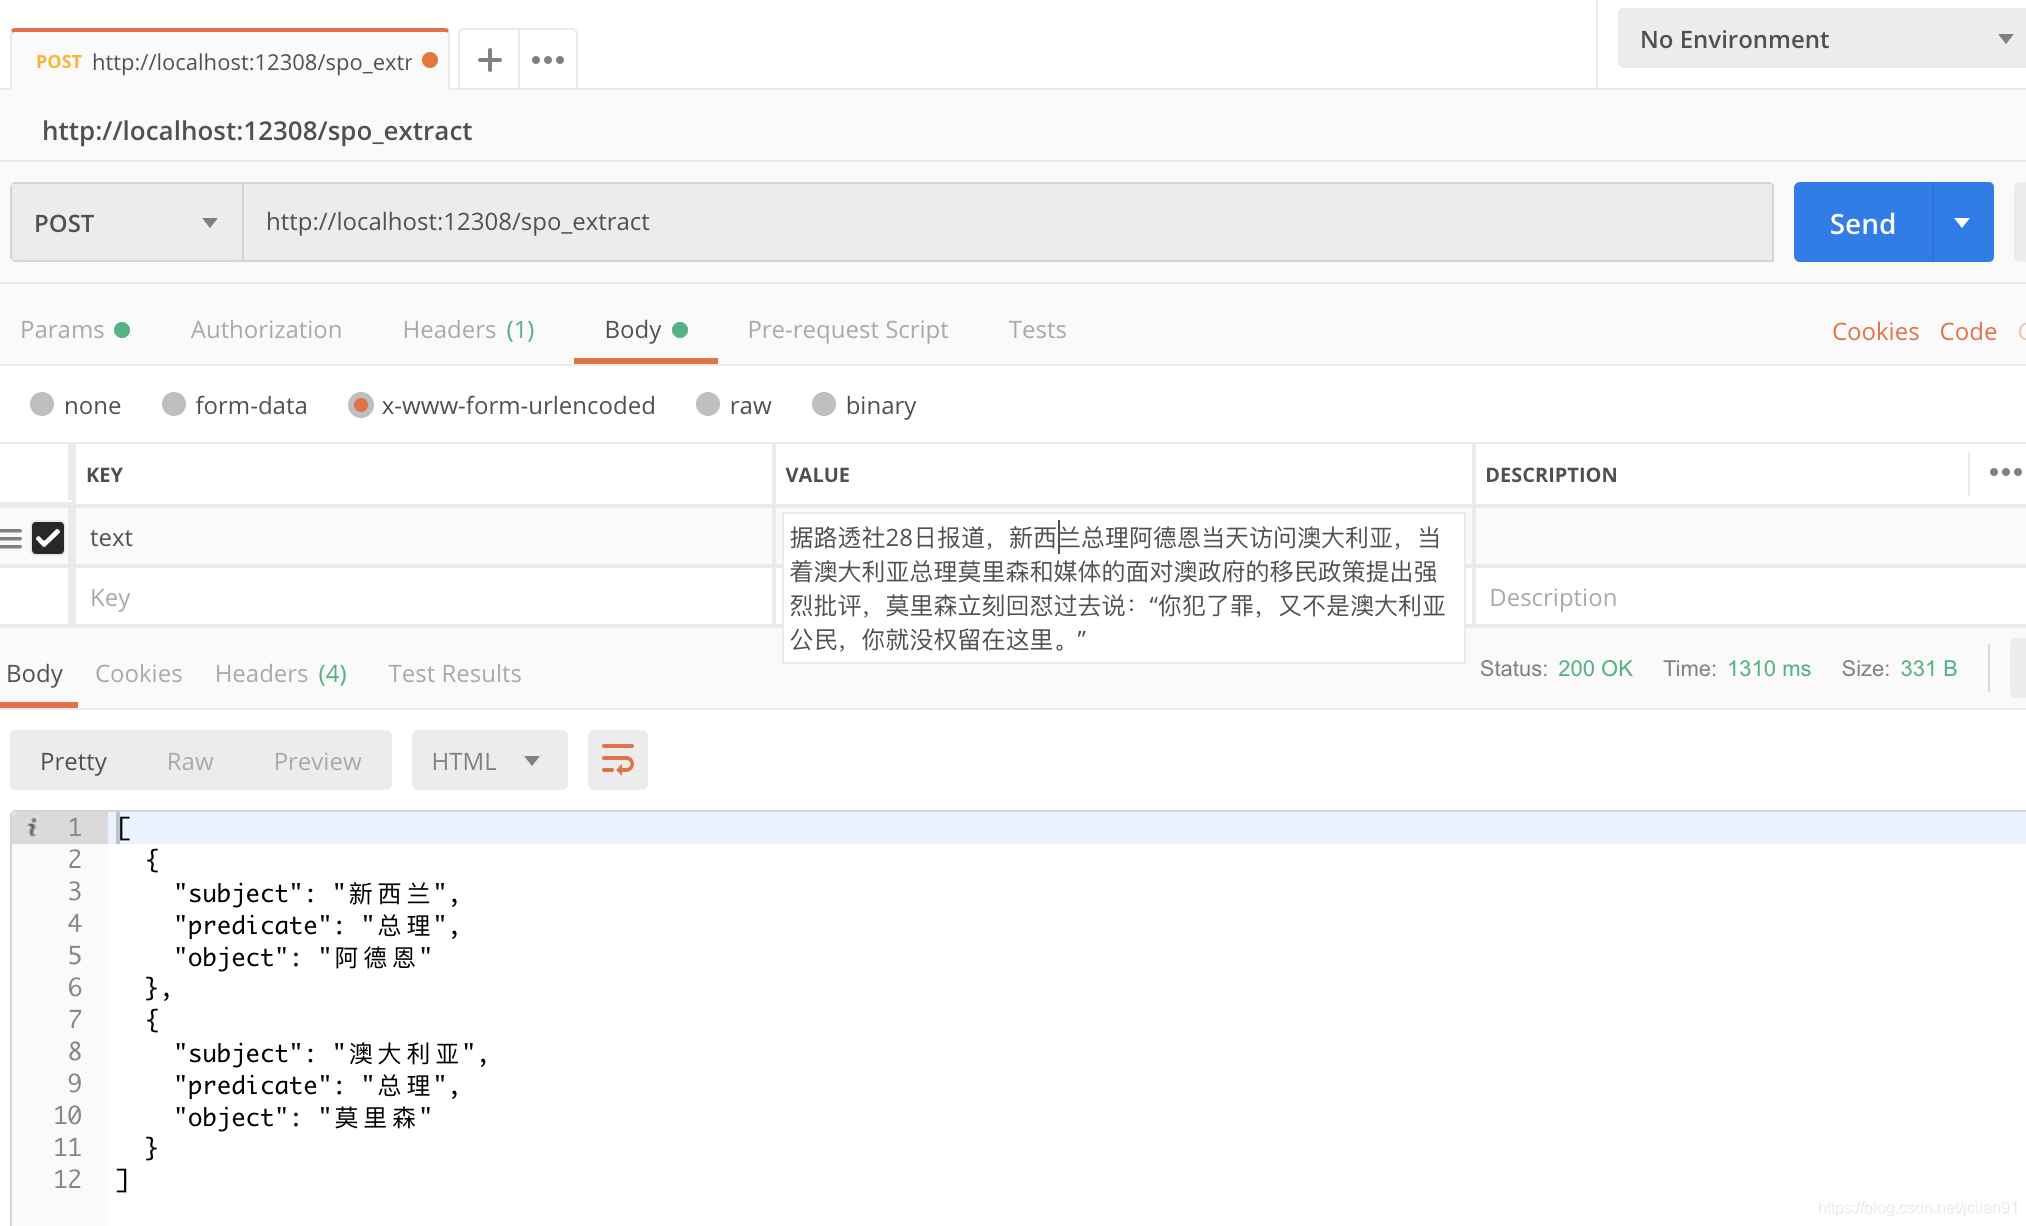 POST http://localhost:12308/spo_extr
No Environment
http://localhost:12308/spo_extract
POST http://localhost:12308/spo_extract Send
Params Authorization Headers (1) Body Pre-request Script Tests Cookies Code
none form-data x-www-form-urlencoded raw binary
KEY VALUE DESCRIPTION
text
据路透社28日报道，新西兰总理阿德恩当天访问澳大利亚，当
着澳大利亚总理莫里森和媒体的面对澳政府的移民政策提出强
烈批评，莫里森立刻回怼过去说：“你犯了罪，又不是澳大利亚
公民，你就没权留在这里。”
Key Description
Body Cookies Headers (4) Test Results Status: 200 OK Time: 1310 ms Size: 331 B
Pretty Raw Preview HTML
1 [
2 {
3 "subject": "新西兰",
4 "predicate": "总理",
5 "object": "阿德恩"
6 },
7 {
8 "subject": "澳大利亚",
9 "predicate": "总理",
10 "object": "莫里森"
11 }
12 ]
https://blog.csdn.net/jclian91